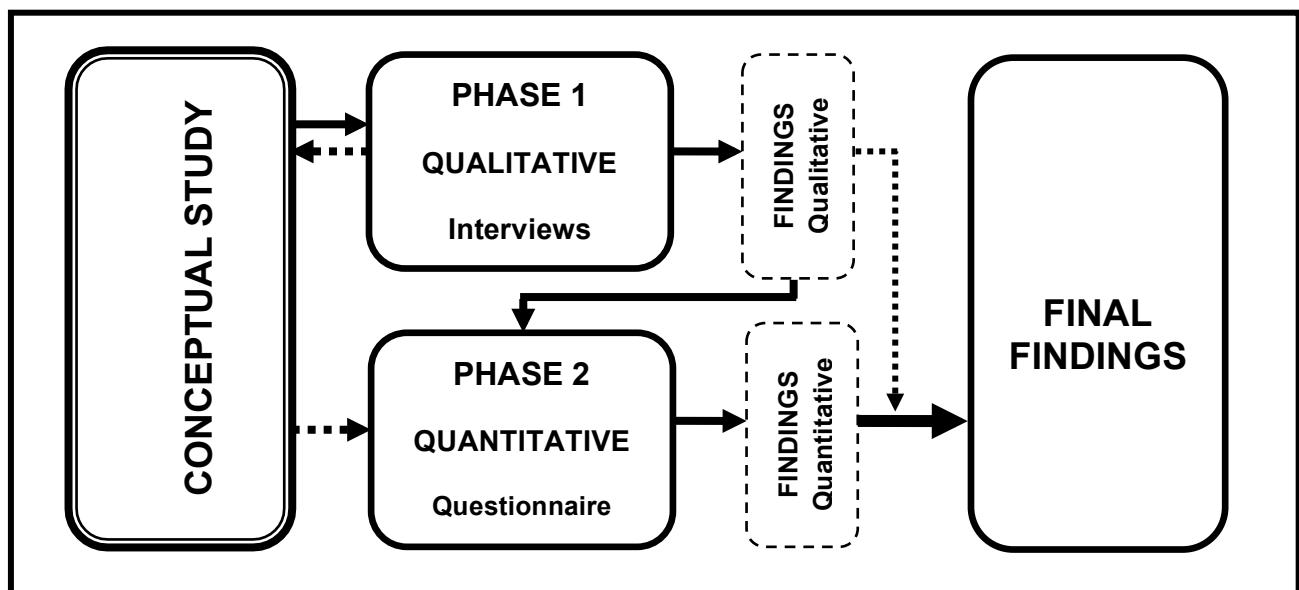 CONCEPTUAL STUDY
PHASE 1
QUALITATIVE
Interviews
FINDINGS
Qualitative
PHASE 2
QUANTITATIVE
Questionnaire
FINDINGS
Quantitative
FINAL
FINDINGS